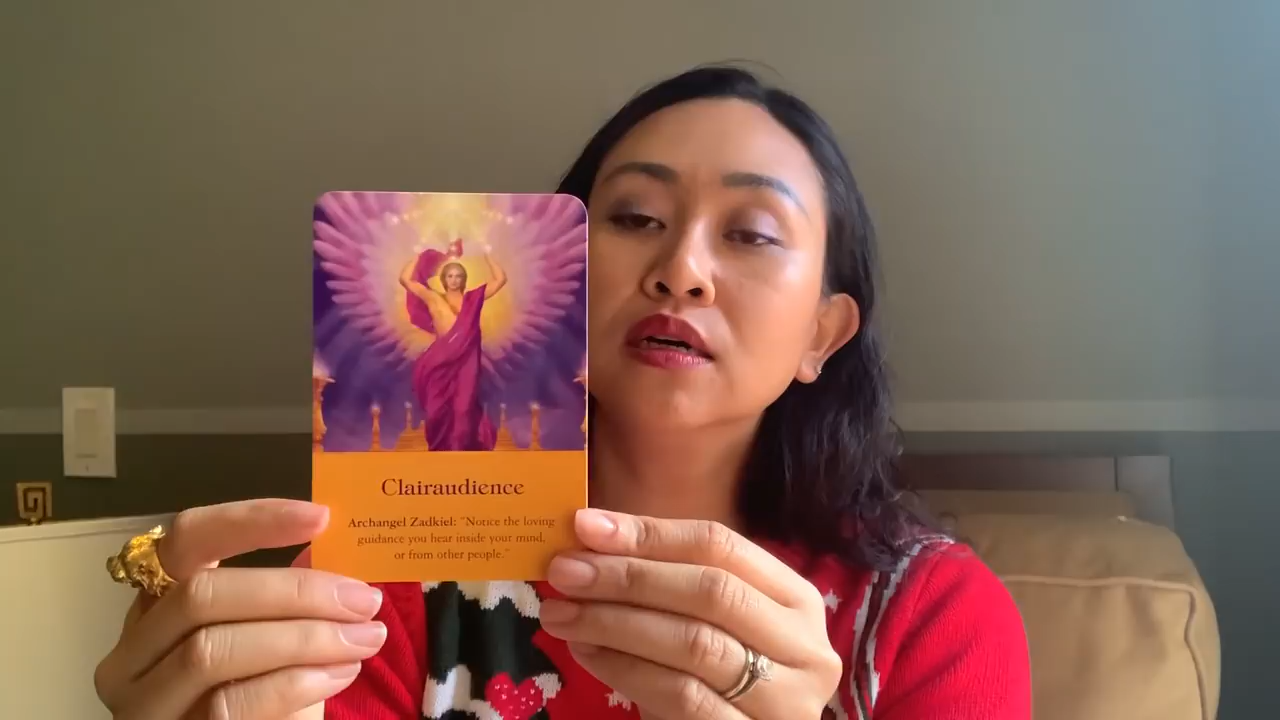 Clairaudience
Archangel Zadkiel: "Notice the loving
guidance you hear inside your mind,
or from other people."